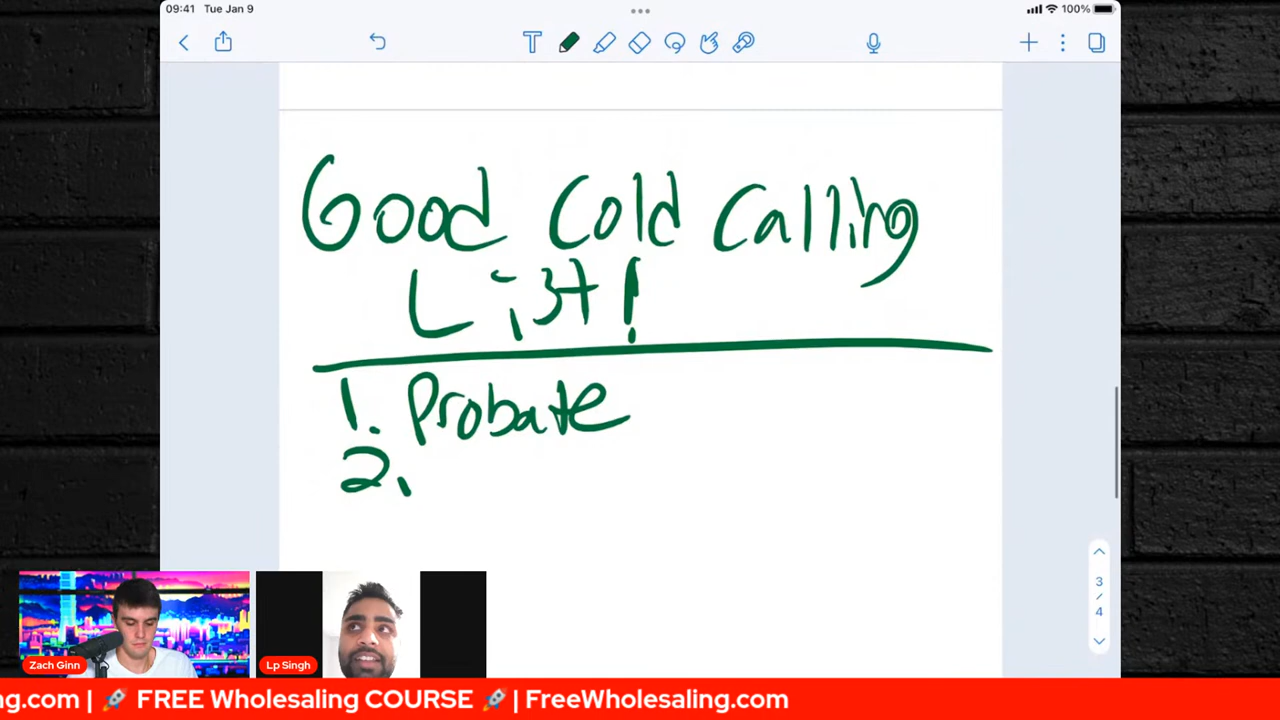 09:41 Tue Jan 9
100%
T
Good Cold Calling
List!
1. Probate
2.
3
4
Zach Ginn
Lp Singh
ng.com | 🚀 FREE Wholesaling COURSE 🚀 | FreeWholesaling.com